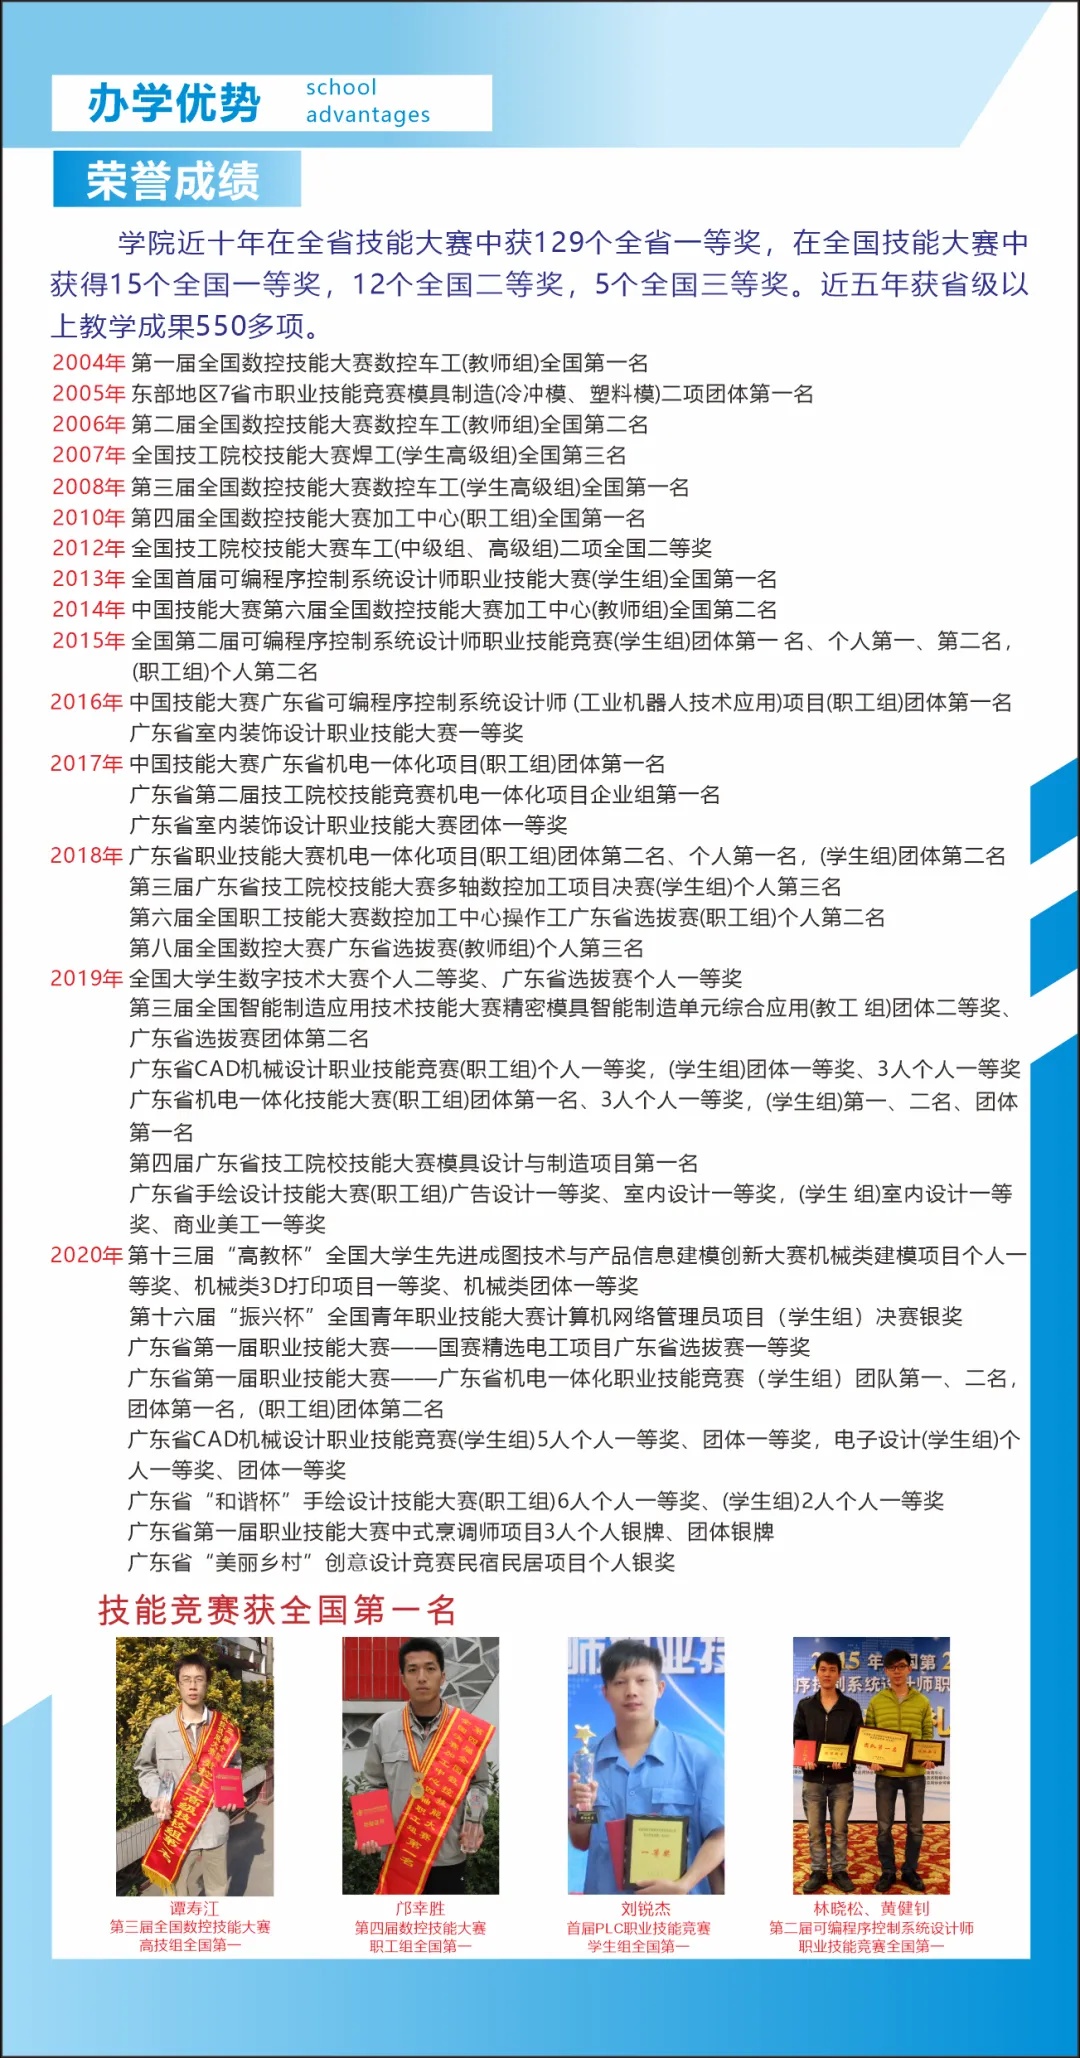 办学优势
school
advantages
荣誉成绩
学院近十年在全省技能大赛中获129个全省一等奖，在全国技能大赛中
获得15个全国一等奖，12个全国二等奖，5个全国三等奖。近五年获省级以
上教学成果550多项。
2004年 第一届全国数控技能大赛数控车工(教师组)全国第一名
2005年 东部地区7省市职业技能竞赛模具制造(冷冲模、塑料模)二项团体第一名
2006年 第二届全国数控技能大赛数控车工(教师组)全国第二名
2007年 全国技工院校技能大赛焊工(学生高级组)全国第三名
2008年 第三届全国数控技能大赛数控车工(学生高级组)全国第一名
2010年 第四届全国数控技能大赛加工中心(职工组)全国第一名
2012年 全国技工院校技能大赛车工(中级组、高级组)二项全国二等奖
2013年 全国首届可编程序控制系统设计师职业技能大赛(学生组)全国第一名
2014年 中国技能大赛第六届全国数控技能大赛加工中心(教师组)全国第二名
2015年 全国第二届可编程序控制系统设计师职业技能竞赛(学生组)团体第一 名、个人第一、第二名，
(职工组)个人第二名
2016年 中国技能大赛广东省可编程序控制系统设计师 (工业机器人技术应用)项目(职工组)团体第一名
广东省室内装饰设计职业技能大赛一等奖
2017年 中国技能大赛广东省机电一体化项目(职工组)团体第一名
广东省第二届技工院校技能竞赛机电一体化项目企业组第一名
广东省室内装饰设计职业技能大赛团体一等奖
2018年 广东省职业技能大赛机电一体化项目(职工组)团体第二名、个人第一名，(学生组)团体第二名
第三届广东省技工院校技能大赛多轴数控加工项目决赛(学生组)个人第三名
第六届全国职工技能大赛数控加工中心操作工广东省选拔赛(职工组)个人第二名
第八届全国数控大赛广东省选拔赛(教师组)个人第三名
2019年 全国大学生数字技术大赛个人二等奖、广东省选拔赛个人一等奖
第三届全国智能制造应用技术技能大赛精密模具智能制造单元综合应用(教工 组)团体二等奖、
广东省选拔赛团体第二名
广东省CAD机械设计职业技能竞赛(职工组)个人一等奖，(学生组)团体一等奖、3人个人一等奖
广东省机电一体化技能大赛(职工组)团体第一名、3人个人一等奖，(学生组)第一、二名、团体
第一名
第四届广东省技工院校技能大赛模具设计与制造项目第一名
广东省手绘设计技能大赛(职工组)广告设计一等奖、室内设计一等奖，(学生 组)室内设计一等
奖、商业美工一等奖
2020年 第十三届“高教杯”全国大学生先进成图技术与产品信息建模创新大赛机械类建模项目个人一
等奖、机械类3D打印项目一等奖、机械类团体一等奖
第十六届“振兴杯”全国青年职业技能大赛计算机网络管理员项目（学生组）决赛银奖
广东省第一届职业技能大赛——国赛精选电工项目广东省选拔赛一等奖
广东省第一届职业技能大赛——广东省机电一体化职业技能竞赛（学生组）团队第一、二名，
团体第一名，(职工组)团体第二名
广东省CAD机械设计职业技能竞赛(学生组)5人个人一等奖、团体一等奖，电子设计(学生组)个
人一等奖、团体一等奖
广东省“和谐杯”手绘设计技能大赛(职工组)6人个人一等奖、(学生组)2人个人一等奖
广东省第一届职业技能大赛中式烹调师项目3人个人银牌、团体银牌
广东省“美丽乡村”创意设计竞赛民宿民居项目个人银奖
技能竞赛获全国第一名
一等奖
2015年
谭寿江
第三届全国数控技能大赛
高技组全国第一
邝幸胜
第四届数控技能大赛
职工组全国第一
刘锐杰
首届PLC职业技能竞赛
学生组全国第一
林晓松、黄健钊
第二届可编程序控制系统设计师
职业技能竞赛全国第一